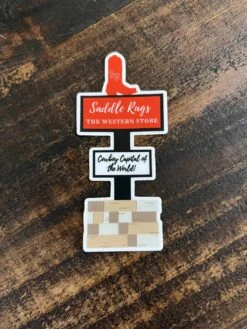 Saddle Rags
THE WESTERN STORE
Cowboy Capital of
the World!